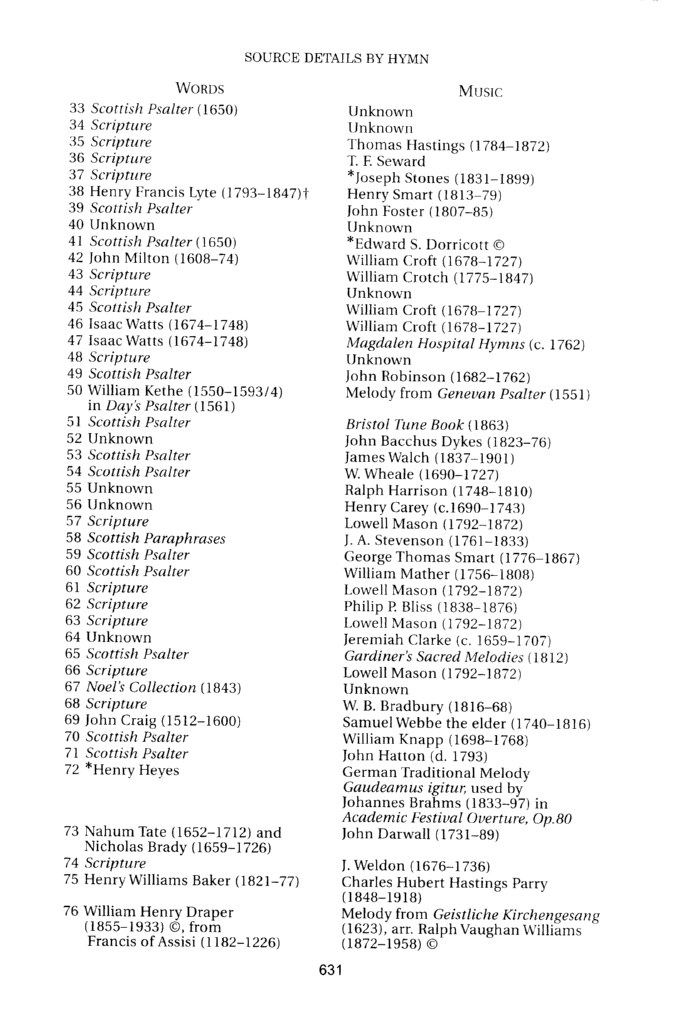 SOURCE DETAILS BY HYMN
WORDS
33 Scottish Psalter (1650)
34 Scripture
35 Scripture
36 Scripture
37 Scripture
38 Henry Francis Lyte (1793–1847)†
39 Scottish Psalter
40 Unknown
41 Scottish Psalter (1650)
42 John Milton (1608–74)
43 Scripture
44 Scripture
45 Scottish Psalter
46 Isaac Watts (1674–1748)
47 Isaac Watts (1674–1748)
48 Scripture
49 Scottish Psalter
50 William Kethe (1550–1593/4)
in Day's Psalter (1561)
51 Scottish Psalter
52 Unknown
53 Scottish Psalter
54 Scottish Psalter
55 Unknown
56 Unknown
57 Scripture
58 Scottish Paraphrases
59 Scottish Psalter
60 Scottish Psalter
61 Scripture
62 Scripture
63 Scripture
64 Unknown
65 Scottish Psalter
66 Scripture
67 Noel's Collection (1843)
68 Scripture
69 John Craig (1512–1600)
70 Scottish Psalter
71 Scottish Psalter
72 *Henry Heyes
73 Nahum Tate (1652–1712) and
Nicholas Brady (1659–1726)
74 Scripture
75 Henry Williams Baker (1821–77)
76 William Henry Draper
(1855–1933) ©, from
Francis of Assisi (1182–1226)
MUSIC
Unknown
Unknown
Thomas Hastings (1784–1872)
T. F. Seward
*Joseph Stones (1831–1899)
Henry Smart (1813–79)
John Foster (1807–85)
Unknown
*Edward S. Dorricott ©
William Croft (1678–1727)
William Crotch (1775–1847)
Unknown
William Croft (1678–1727)
William Croft (1678–1727)
Magdalen Hospital Hymns (c. 1762)
Unknown
John Robinson (1682–1762)
Melody from Genevan Psalter (1551)
Bristol Tune Book (1863)
John Bacchus Dykes (1823–76)
James Walch (1837–1901)
W. Wheale (1690–1727)
Ralph Harrison (1748–1810)
Henry Carey (c.1690–1743)
Lowell Mason (1792–1872)
J. A. Stevenson (1761–1833)
George Thomas Smart (1776–1867)
William Mather (1756–1808)
Lowell Mason (1792–1872)
Philip P. Bliss (1838–1876)
Lowell Mason (1792–1872)
Jeremiah Clarke (c. 1659–1707)
Gardiner's Sacred Melodies (1812)
Lowell Mason (1792–1872)
Unknown
W. B. Bradbury (1816–68)
Samuel Webbe the elder (1740–1816)
William Knapp (1698–1768)
John Hatton (d. 1793)
German Traditional Melody
Gaudeamus igitur, used by
Johannes Brahms (1833–97) in
Academic Festival Overture, Op.80
John Darwall (1731–89)
J. Weldon (1676–1736)
Charles Hubert Hastings Parry
(1848–1918)
Melody from Geistliche Kirchengesang
(1623), arr. Ralph Vaughan Williams
(1872–1958) ©
631